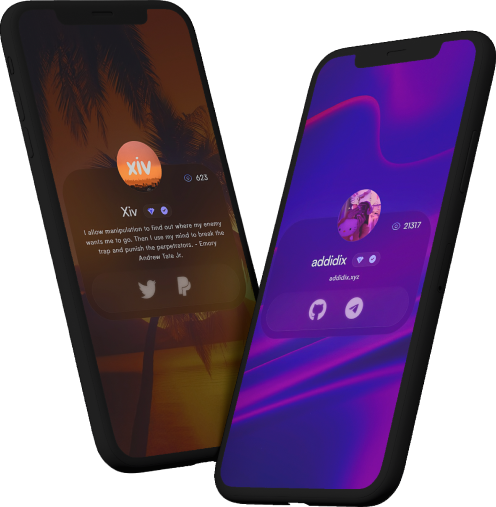 xiv
623
Xiv
I allow manipulation to find out where my enemy
wants me to go. Then I use my mind to break the
trap and punish the perpetrators. - Emory
Andrew Tate Jr.
21317
addidix
addidix.xyz